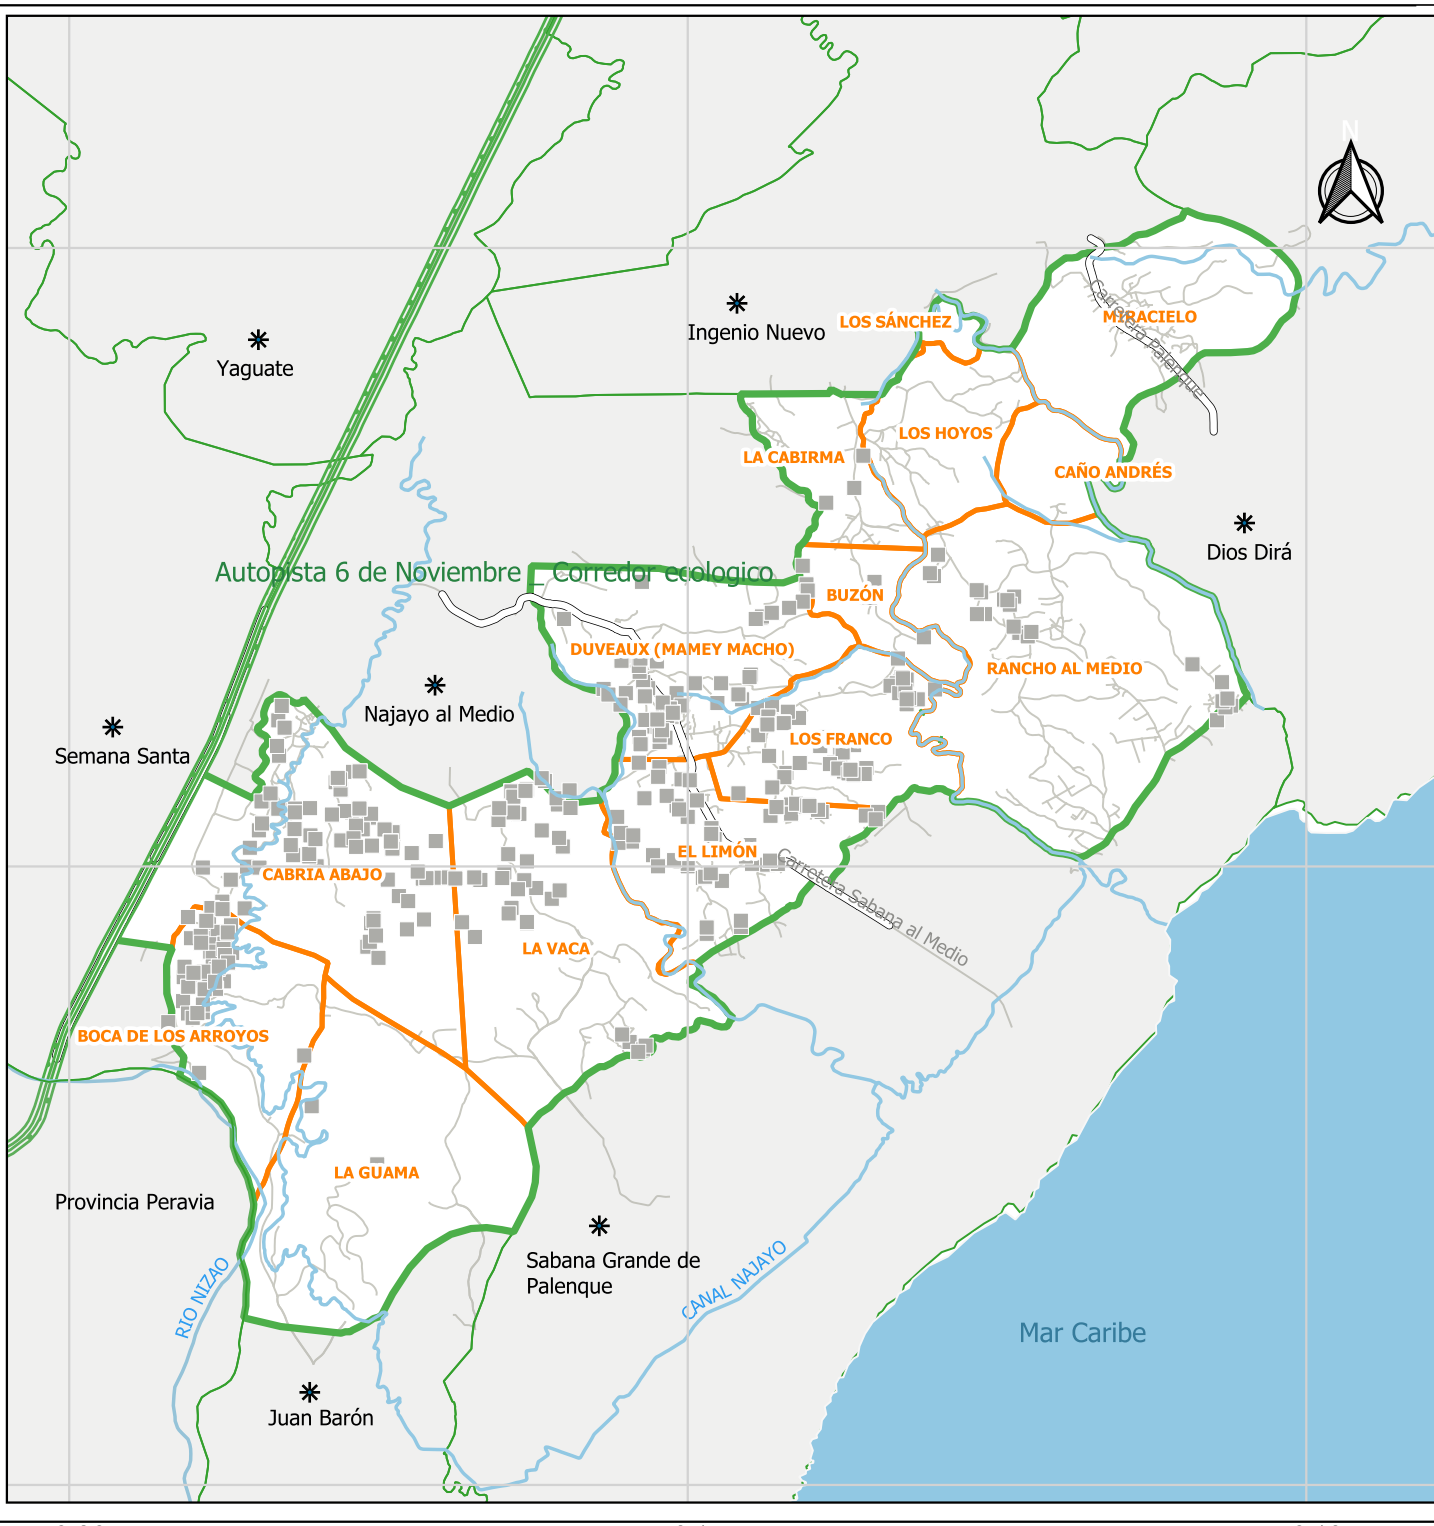 N
Carretera Palenque
MIRACIELO
Ingenio Nuevo
LOS SÁNCHEZ
Yaguate
LOS HOYOS
LA CABIRMA
CAÑO ANDRÉS
Dios Dirá
Autopista 6 de Noviembre _ Corredor ecologico
BUZÓN
DUVEAUX (MAMEY MACHO)
RANCHO AL MEDIO
Najayo al Medio
LOS FRANCO
Semana Santa
EL LIMÓN
Carretera Sabana al Medio
CABRIA ABAJO
LA VACA
BOCA DE LOS ARROYOS
LA GUAMA
Provincia Peravia
Sabana Grande de
Palenque
RIO NIZAO
CANAL NAJAYO
Mar Caribe
Juan Barón